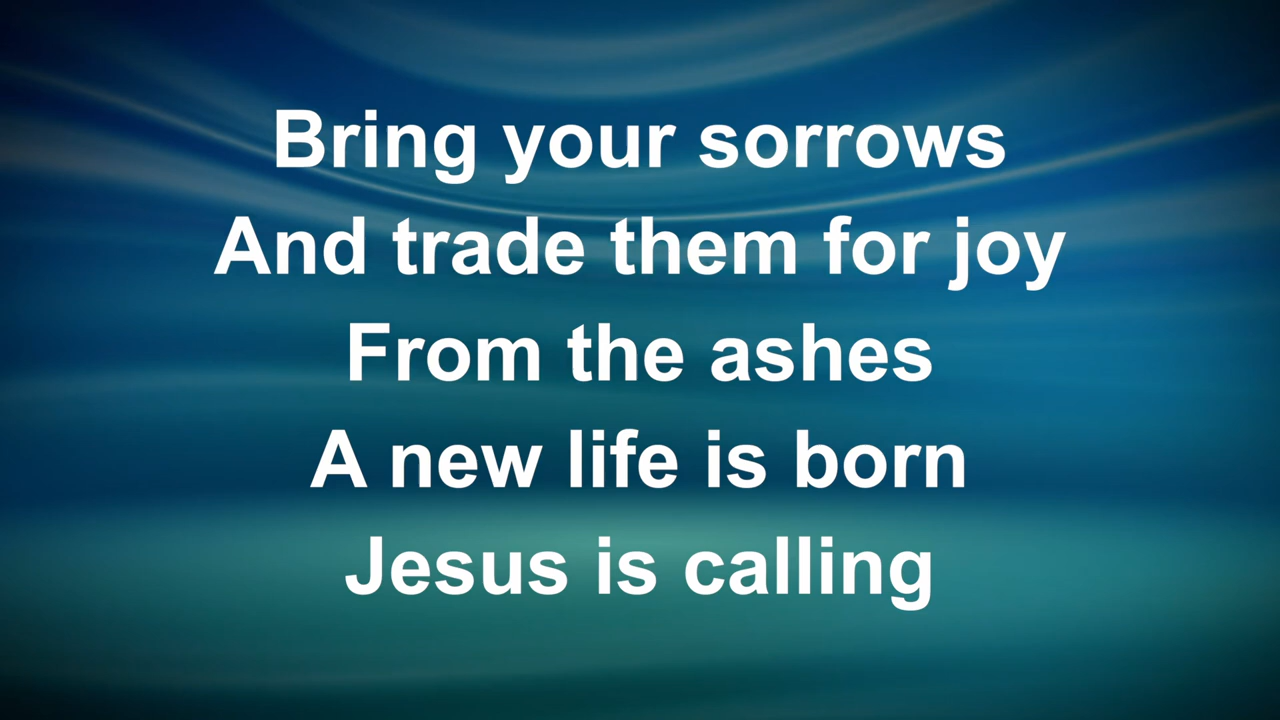 Bring your sorrows
And trade them for joy
From the ashes
A new life is born
Jesus is calling